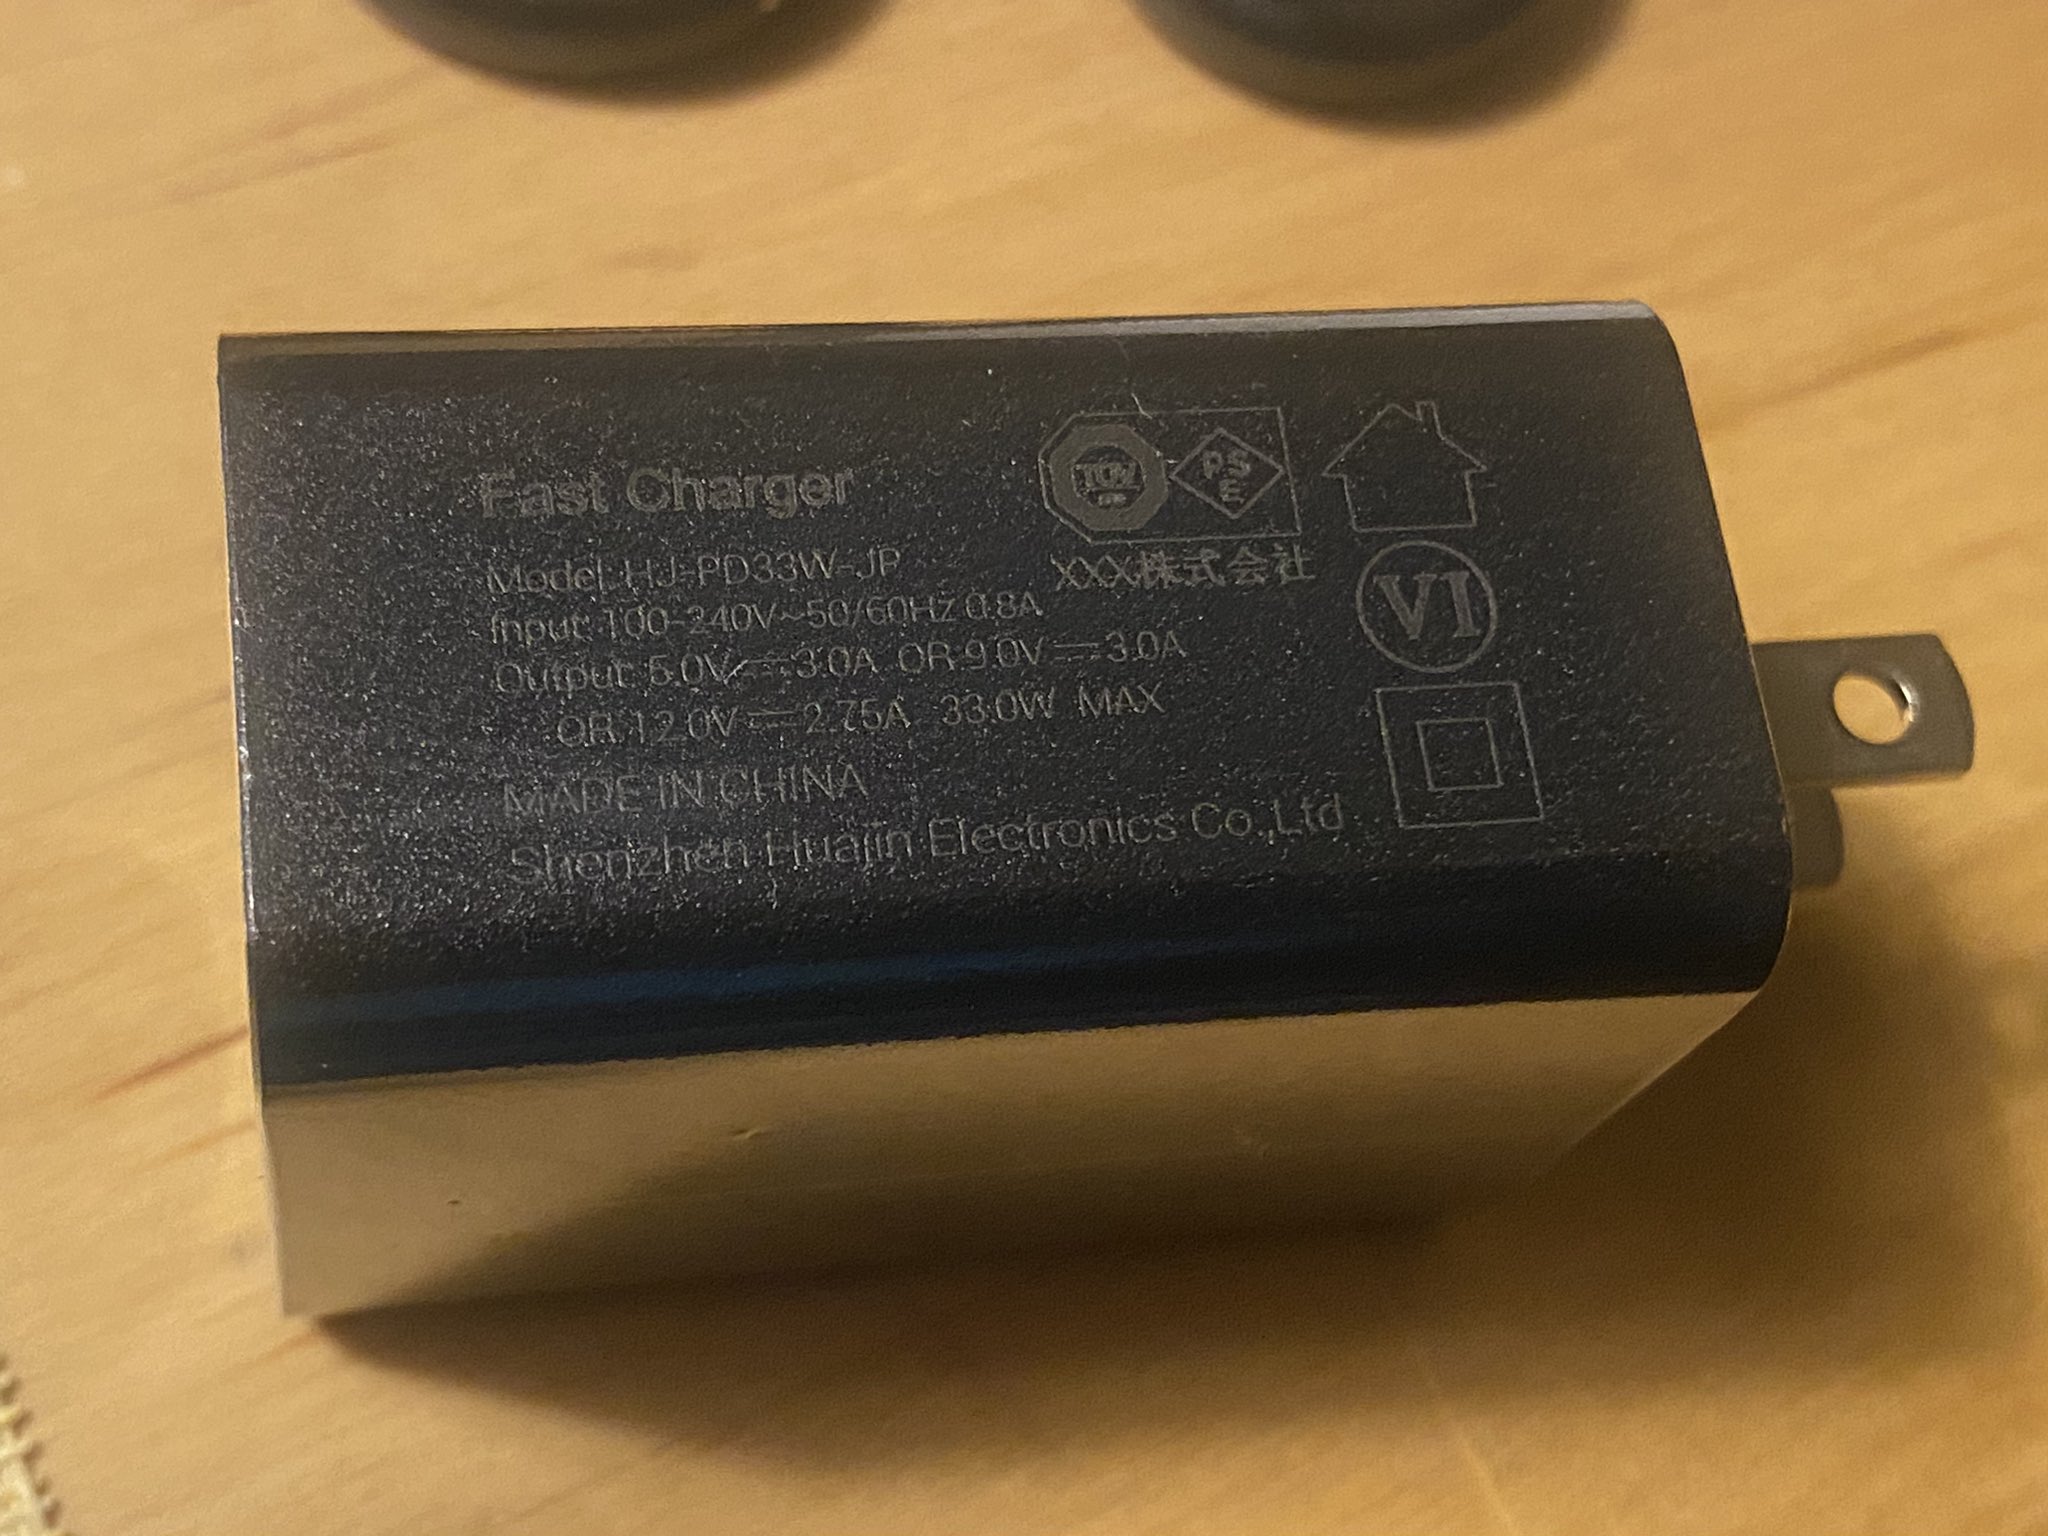 Fast Charger
Model HJ-PD33W-JP
Input: 100-240V~50/60Hz 0.8A
Output: 5.0V⎓3.0A OR 9.0V⎓3.0A
OR 12.0V⎓2.75A 33.0W MAX
MADE IN CHINA
Shenzhen Huajin Electronics Co.,Ltd
TÜV
PS
E
XXX株式会社
VI